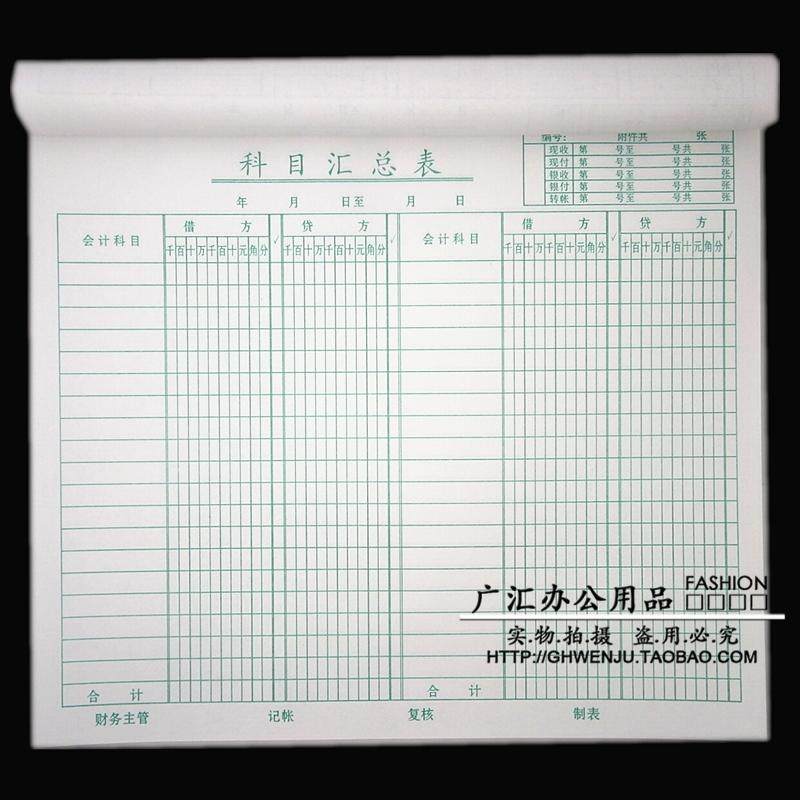 编号： 附件共 张
科目汇总表
现收 第 号至 号共 张
现付 第 号至 号共 张
银收 第 号至 号共 张
银付 第 号至 号共 张
转帐 第 号至 号共 张
年 月 日至 月 日
会计科目 借方 √ 贷方 √ 会计科目 借方 √ 贷方 √
千百十万千百十元角分 千百十万千百十元角分 千百十万千百十元角分 千百十万千百十元角分
合计 合计
财务主管 记帐 复核 制表
广汇办公用品 FASHION
□□□□
实.物.拍.摄 盗.用.必.究
HTTP://GHWENJU.TAOBAO.COM